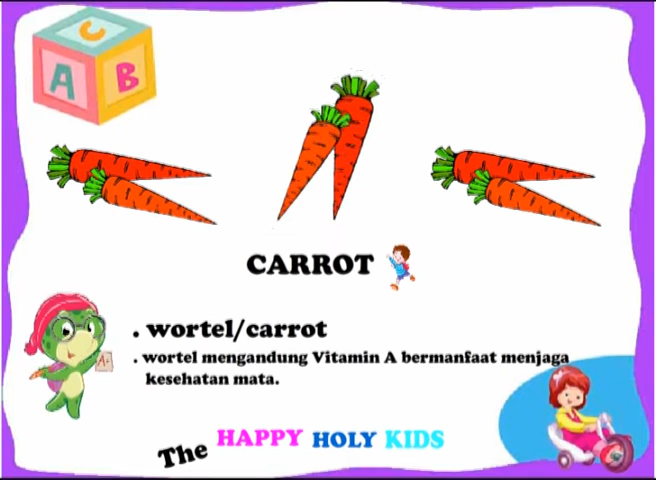 C
A B
CARROT
. wortel/carrot
. wortel mengandung Vitamin A bermanfaat menjaga
kesehatan mata.
The HAPPY HOLY KIDS